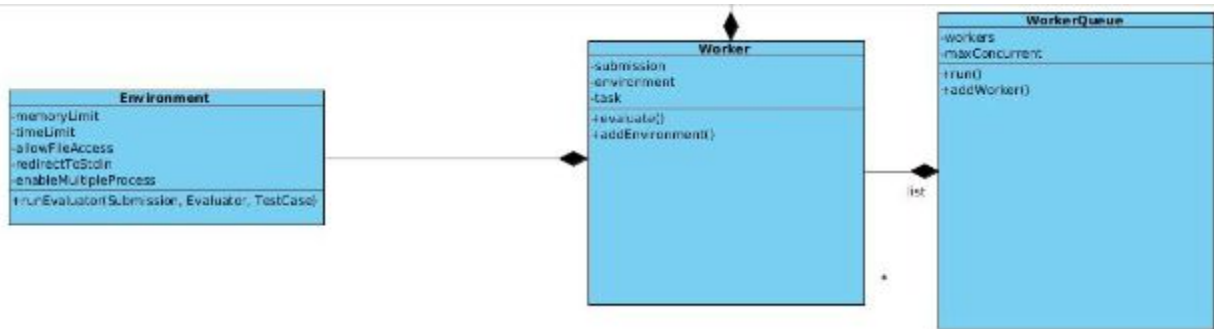 Environment
-memoryLimit
-timeLimit
-allowFileAccess
-redirectToStdin
-enableMultipleProcess
+runEvaluator(Submission, Evaluator, TestCase)
Worker
-submission
-environment
-task
+evaluate()
+addEnvironment()
WorkerQueue
-workers
-maxConcurrent
+run()
+addWorker()
list
*